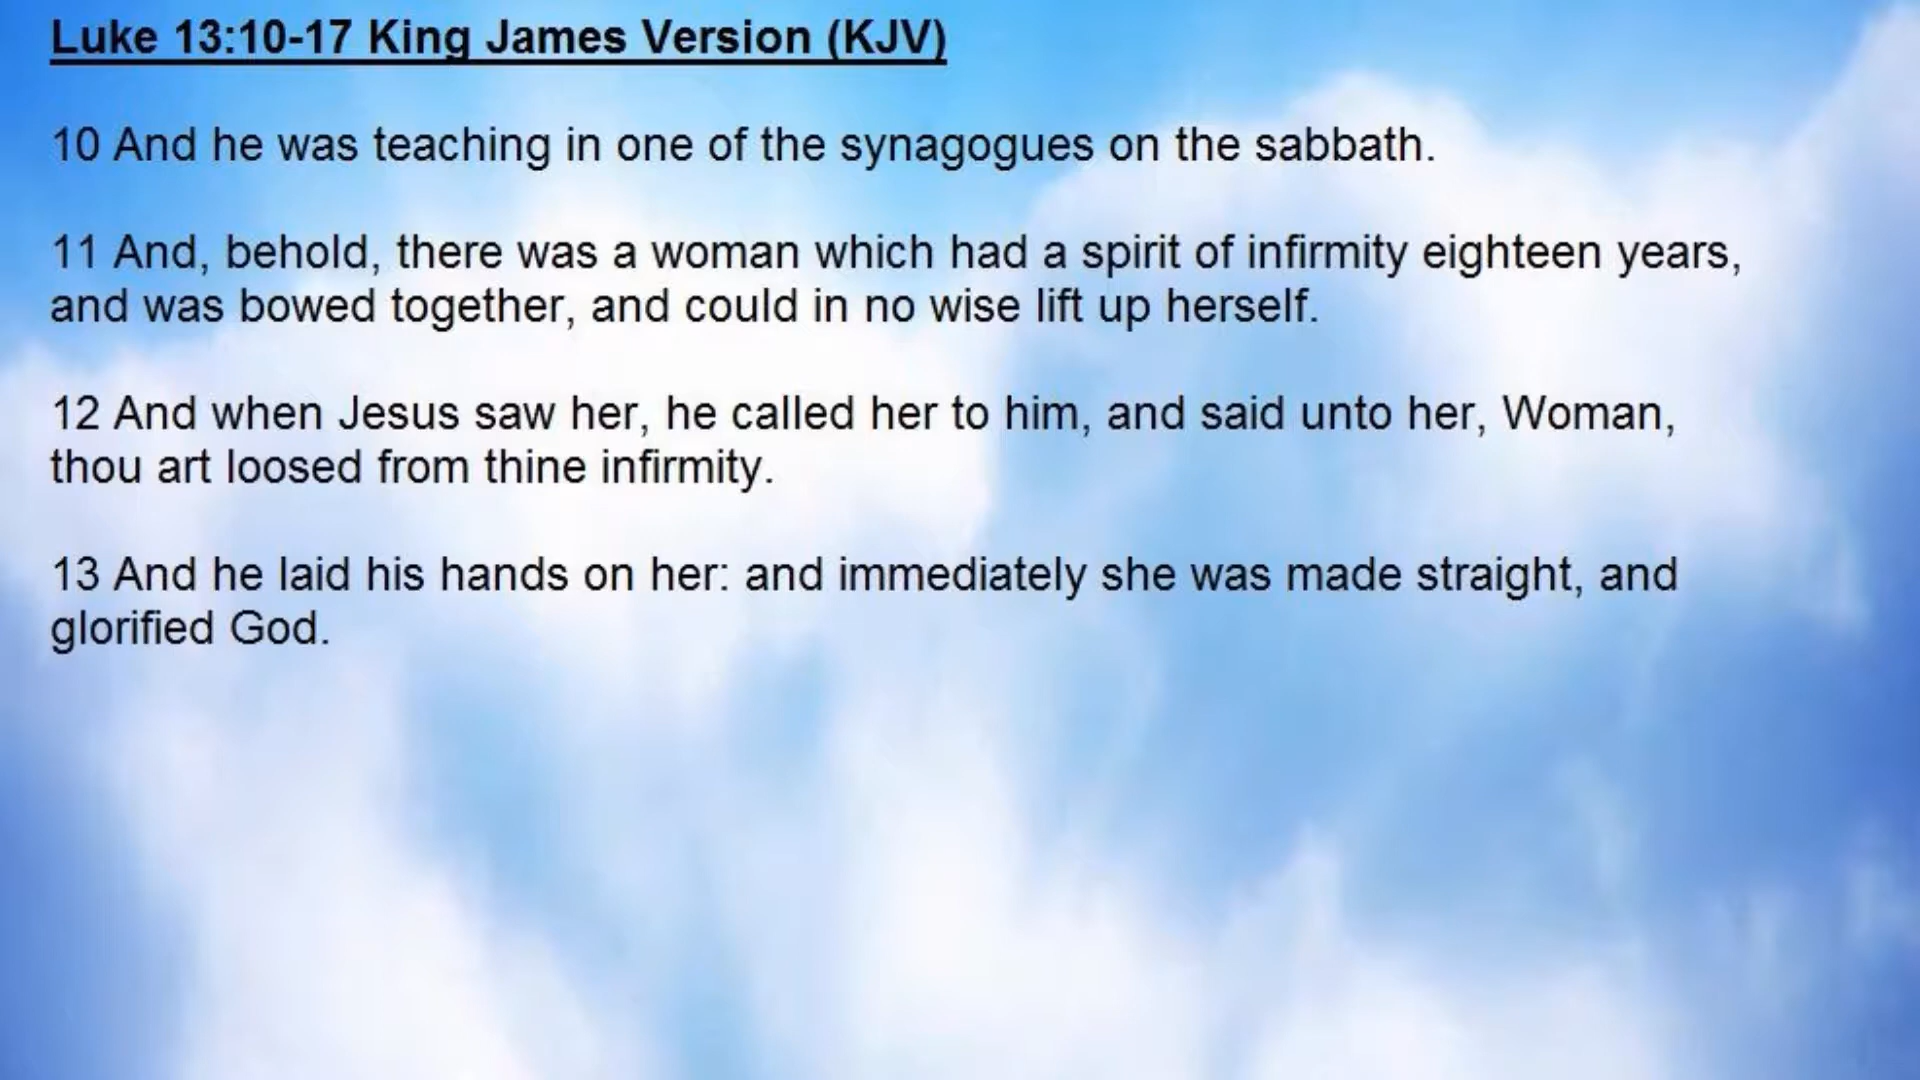 Luke 13:10-17 King James Version (KJV)
10 And he was teaching in one of the synagogues on the sabbath.
11 And, behold, there was a woman which had a spirit of infirmity eighteen years,
and was bowed together, and could in no wise lift up herself.
12 And when Jesus saw her, he called her to him, and said unto her, Woman,
thou art loosed from thine infirmity.
13 And he laid his hands on her: and immediately she was made straight, and
glorified God.